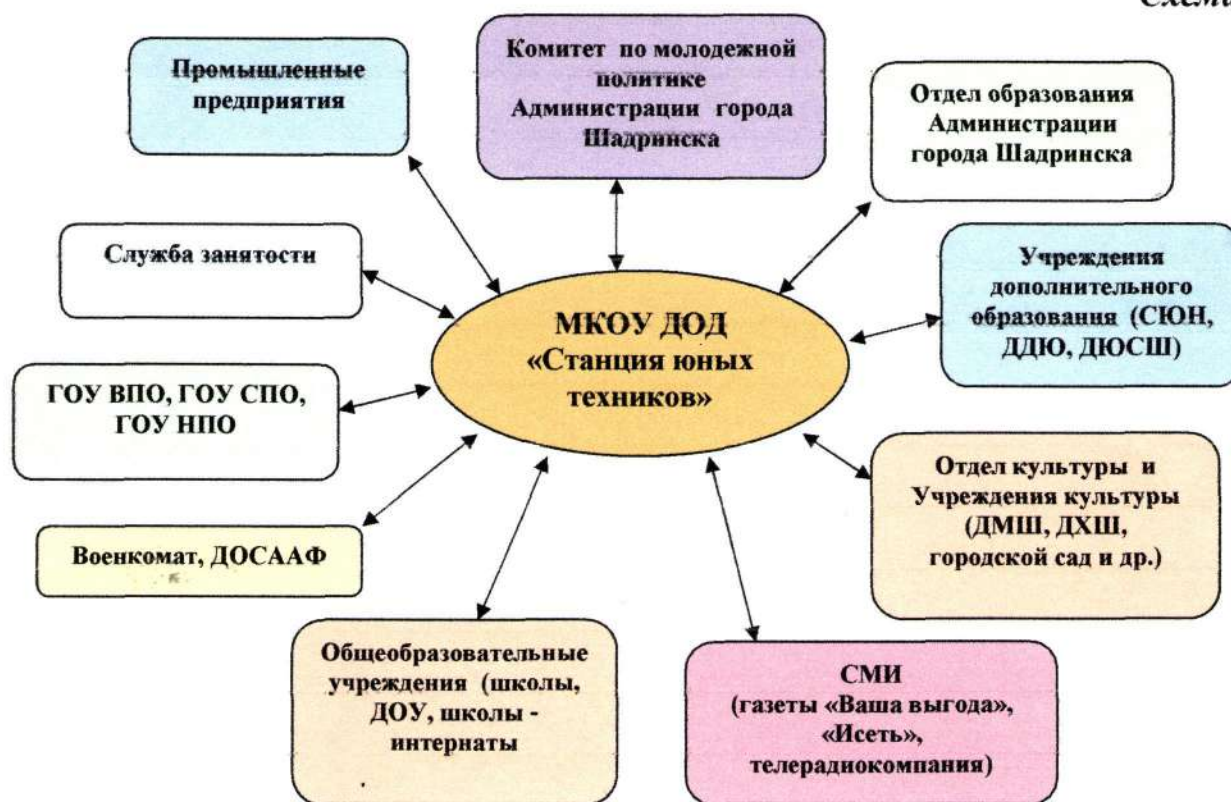 Промышленные
предприятия
Комитет по молодежной
политике
Администрации города
Шадринска
Отдел образования
Администрации
города Шадринска
Служба занятости
Учреждения
дополнительного
образования (СЮН,
ДДЮ, ДЮСШ)
МКОУ ДОД
«Станция юных
техников»
ГОУ ВПО, ГОУ СПО,
ГОУ НПО
Отдел культуры и
Учреждения культуры
(ДМШ, ДХШ,
городской сад и др.)
Военкомат, ДОСААФ
Общеобразовательные
учреждения (школы,
ДОУ, школы -
интернаты
СМИ
(газеты «Ваша выгода»,
«Исеть»,
телерадиокомпания)